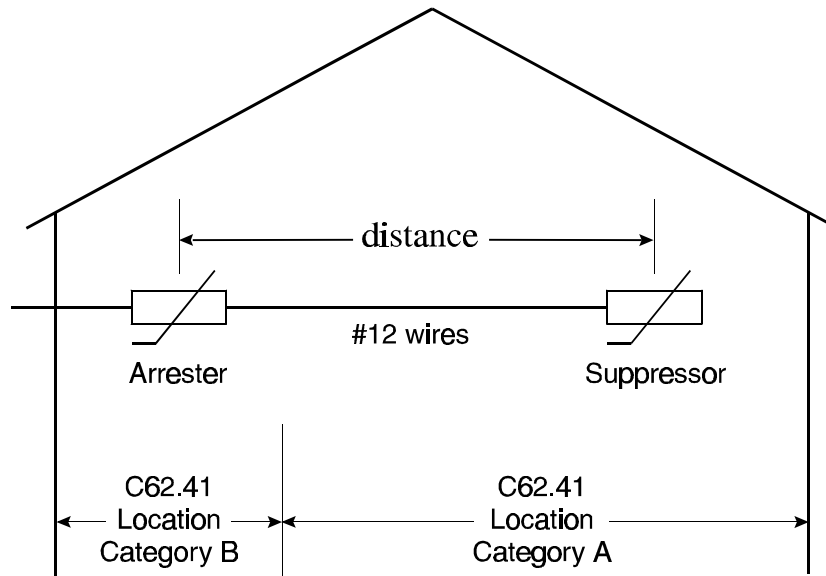 distance
#12 wires
Arrester
Suppressor
C62.41
Location
Category B
C62.41
Location
Category A